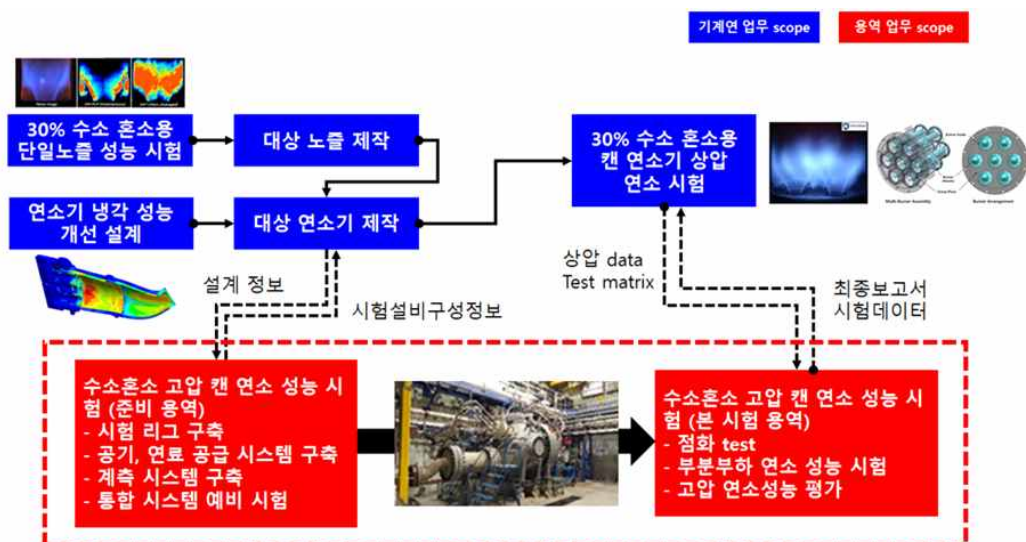 기계연 업무 scope
용역 업무 scope
30% 수소 혼소용
단일노즐 성능 시험
대상 노즐 제작
30% 수소 혼소용
캔 연소기 상압
연소 시험
연소기 냉각 성능
개선 설계
대상 연소기 제작
설계 정보
시험설비구성정보
상압 data
Test matrix
최종보고서
시험데이터
수소혼소 고압 캔 연소 성능 시
험 (준비 용역)
- 시험 리그 구축
- 공기, 연료 공급 시스템 구축
- 계측 시스템 구축
- 통합 시스템 예비 시험
수소혼소 고압 캔 연소 성능 시
험 (본 시험 용역)
- 점화 test
- 부분부하 연소 성능 시험
- 고압 연소성능 평가
Multi-Burner Assembly
Burner Arrangement